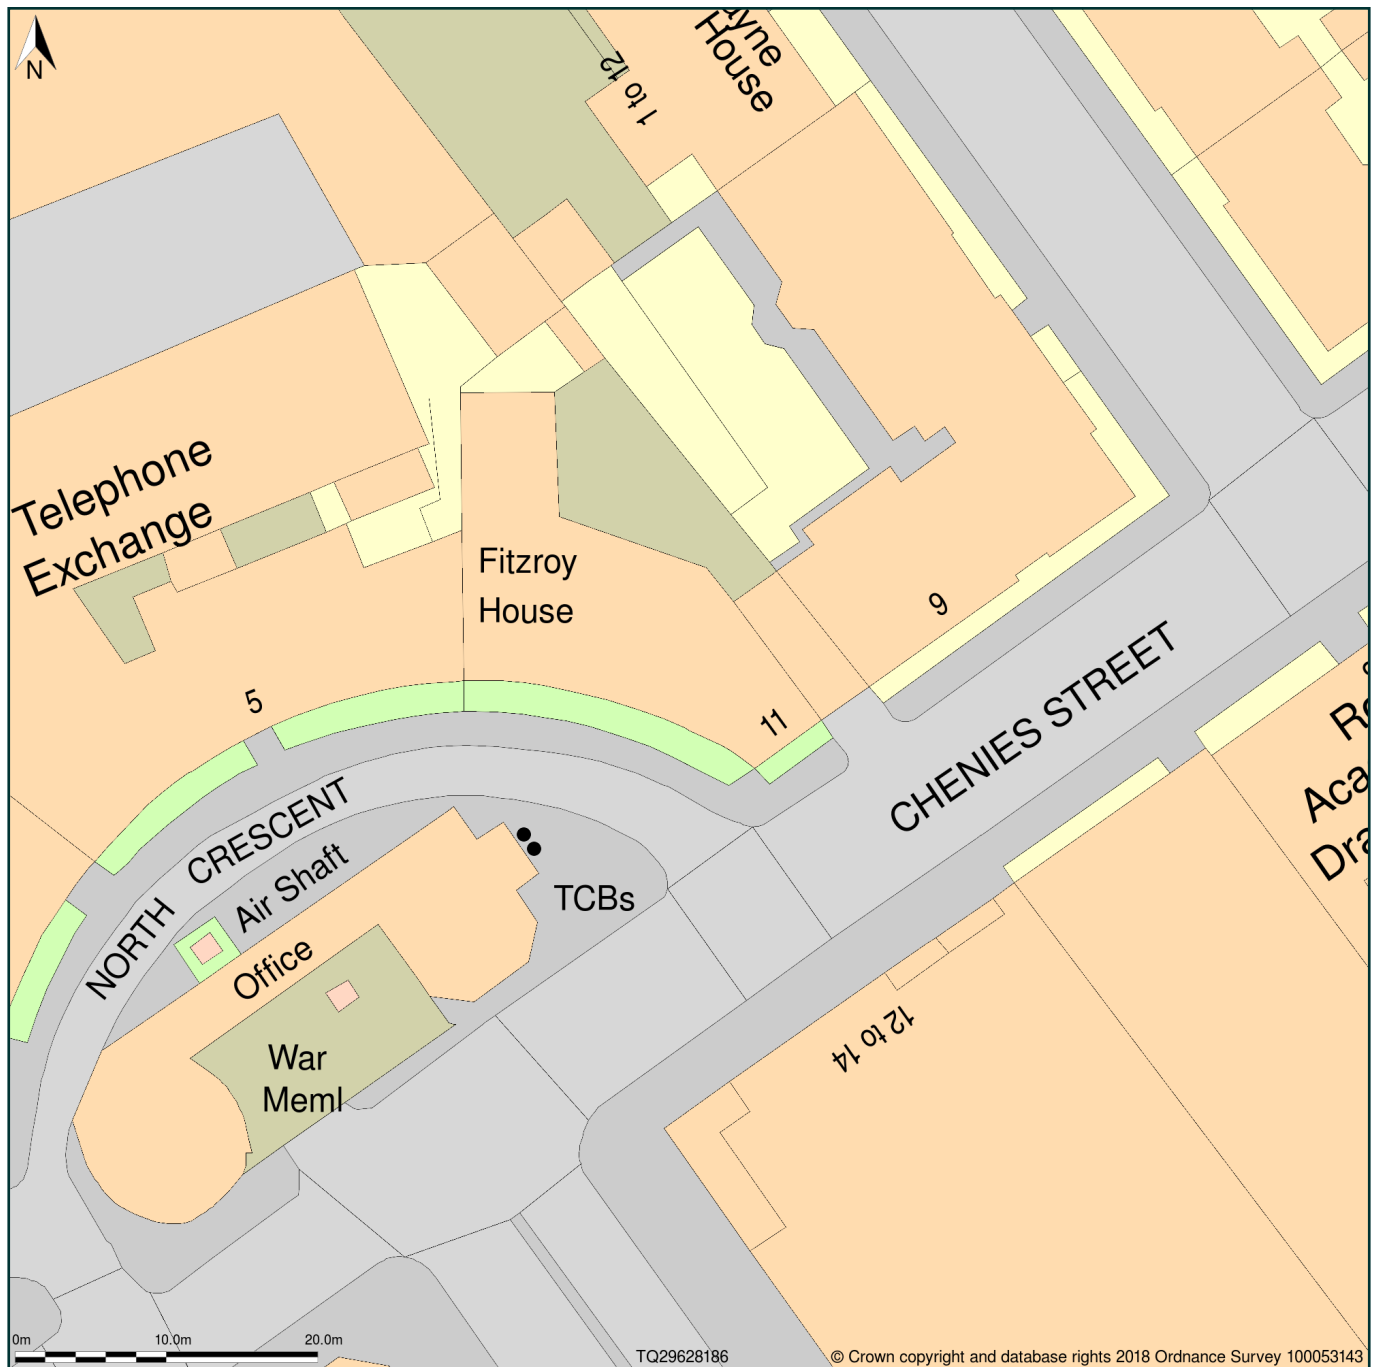 N
House
1 to 12
Telephone
Exchange
Fitzroy
House
9
5
11
CHENIES STREET
NORTH CRESCENT
Air Shaft
TCBs
Office
War
Meml
12 to 14
0m 10.0m 20.0m
TQ29628186
© Crown copyright and database rights 2018 Ordnance Survey 100053143